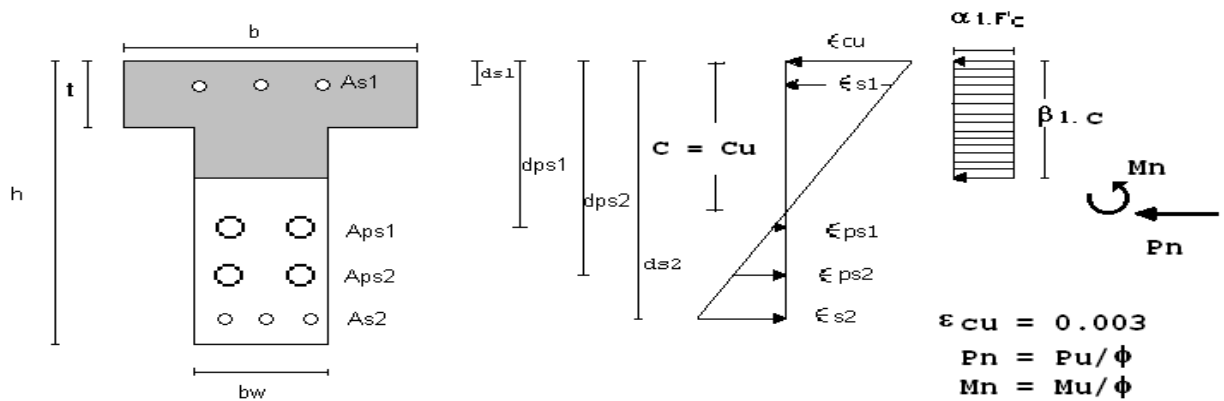 b
t
h
As1
Aps1
Aps2
As2
bw
ds1
dps1
dps2
ds2
C = Cu
ϵcu
ϵs1
ϵps1
ϵps2
ϵs2
α1.F'c
β1.C
Mn
Pn
εcu = 0.003
Pn = Pu/ϕ
Mn = Mu/ϕ